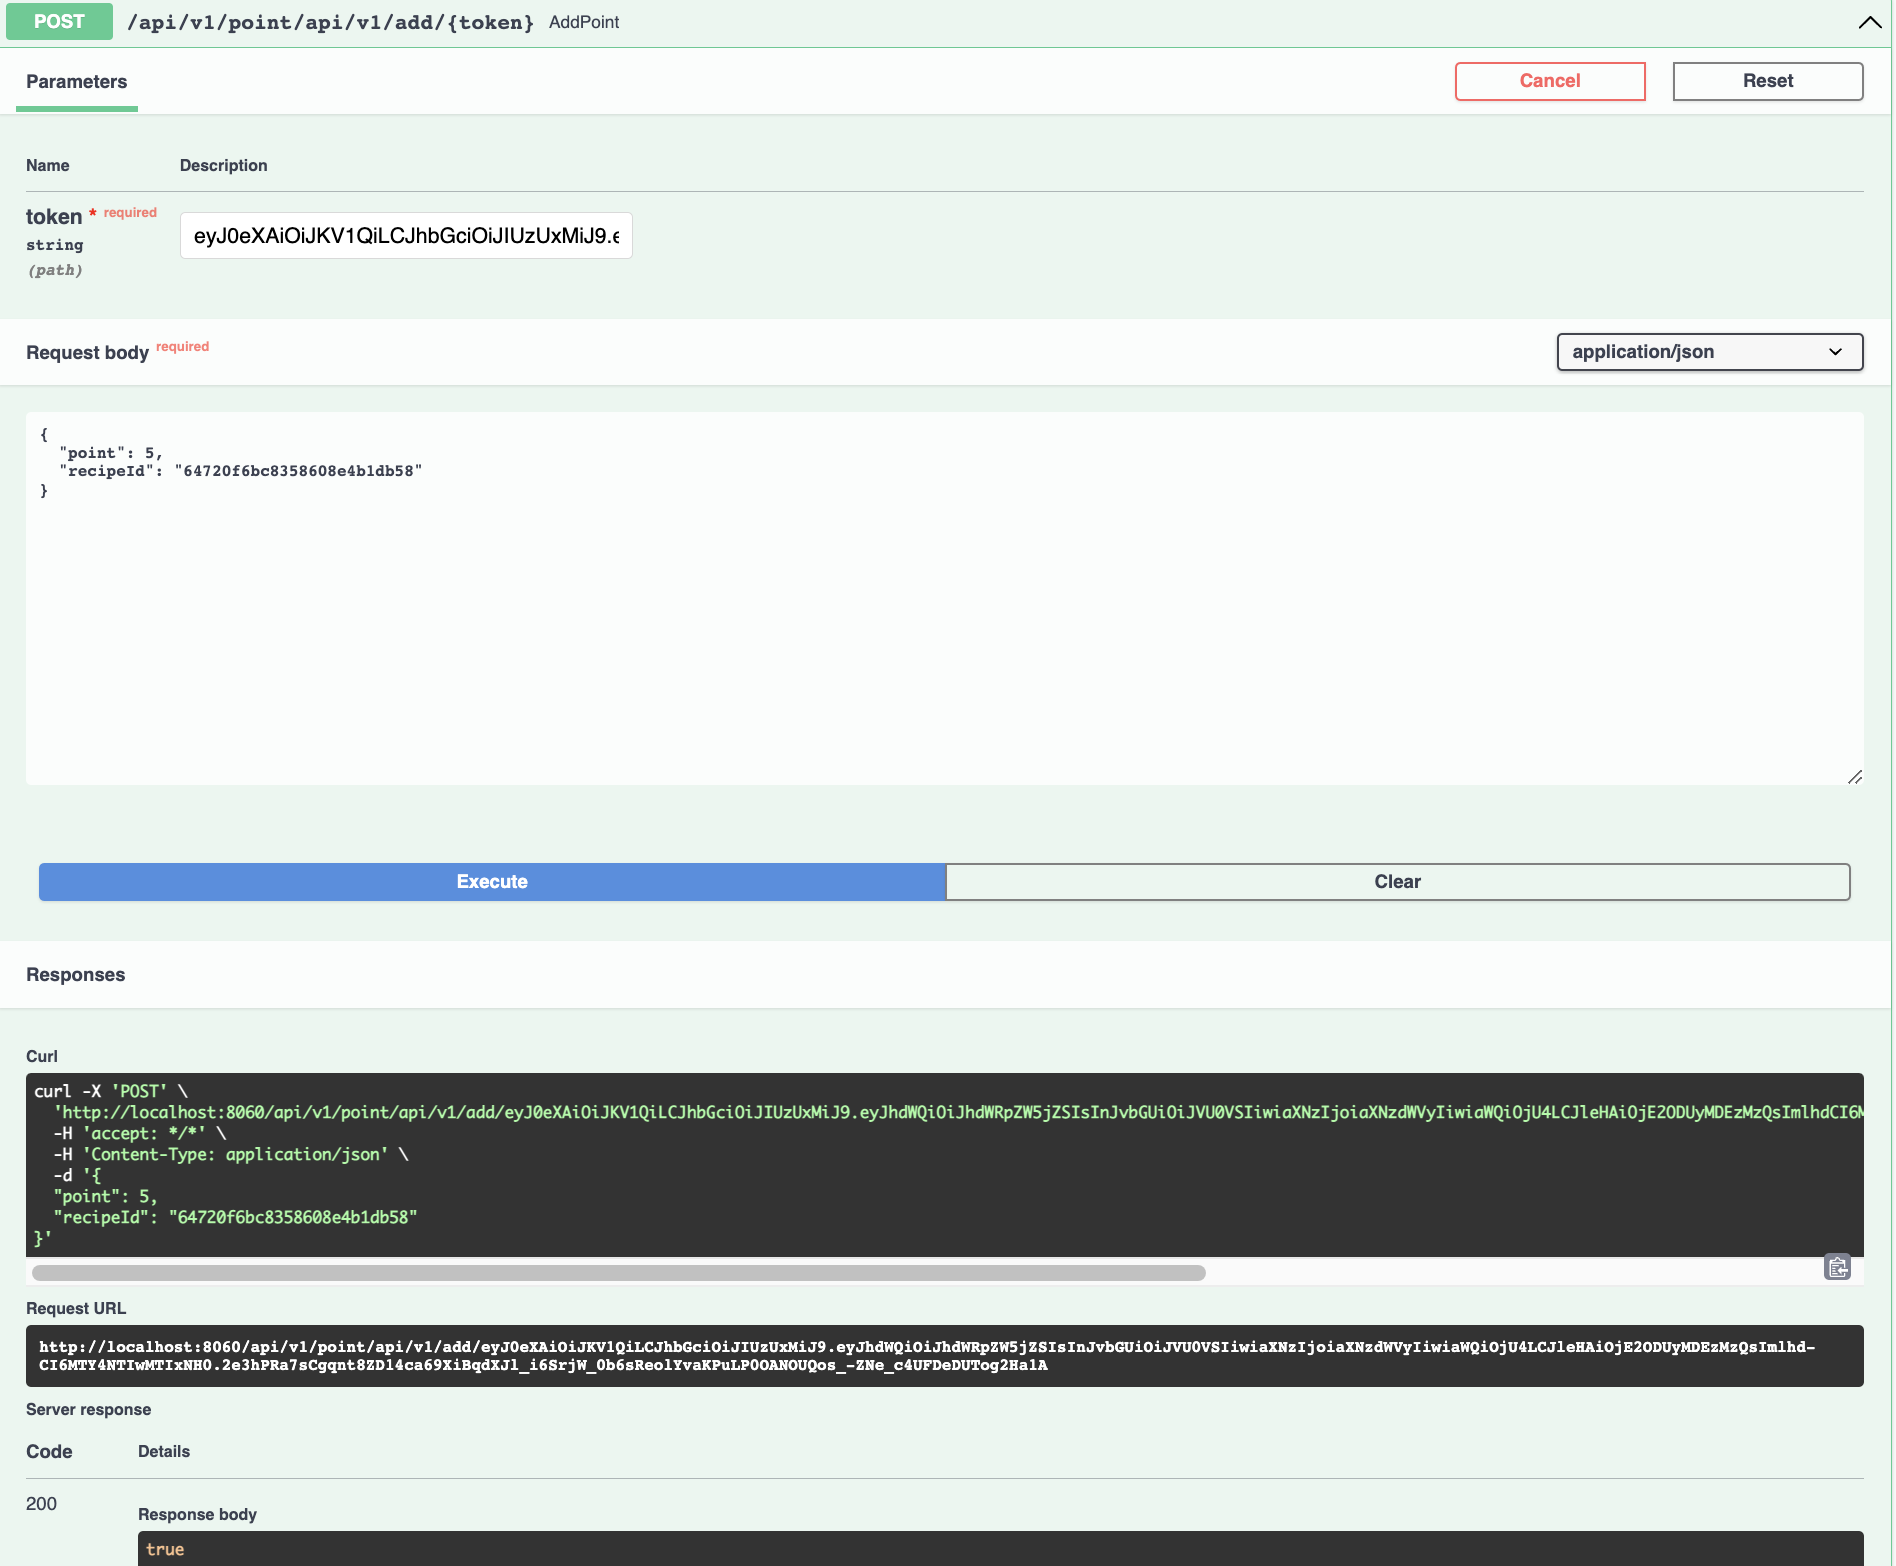 POST /api/v1/point/api/v1/add/{token} AddPoint
Parameters
Cancel
Reset
Name Description
token * required
string
(path)
eyJ0eXAiOiJKV1QiLCJhbGciOiJIUzUxMiJ9.e
Request body required
application/json
{
"point": 5,
"recipeId": "64720f6bc8358608e4b1db58"
}
Execute
Clear
Responses
Curl
curl -X 'POST' \
'http://localhost:8060/api/v1/point/api/v1/add/eyJ0eXAiOiJKV1QiLCJhbGciOiJIUzUxMiJ9.eyJhdWQiOiJhdWRpZW5jZSIsInJvbGUiOiJVU0VSIiwiaXNzIjoiaXNzdWVyIiwiaWQiOjU4LCJleHAiOjE2ODUyMDEzMzQsImlhdCI6M
-H 'accept: */*' \
-H 'Content-Type: application/json' \
-d '{
"point": 5,
"recipeId": "64720f6bc8358608e4b1db58"
}'
Request URL
http://localhost:8060/api/v1/point/api/v1/add/eyJ0eXAiOiJKV1QiLCJhbGciOiJIUzUxMiJ9.eyJhdWQiOiJhdWRpZW5jZSIsInJvbGUiOiJVU0VSIiwiaXNzIjoiaXNzdWVyIiwiaWQiOjU4LCJleHAiOjE2ODUyMDEzMzQsImlhd-
CI6MTY4NTIwMTIxNH0.2e3hPRa7sCgqnt8ZD14ca69XiBqdXJl_i6SrjW_0b6sReolYvaKPuLP0OANOUQos_-ZNe_c4UFDeDUTog2HalA
Server response
Code Details
200
Response body
true